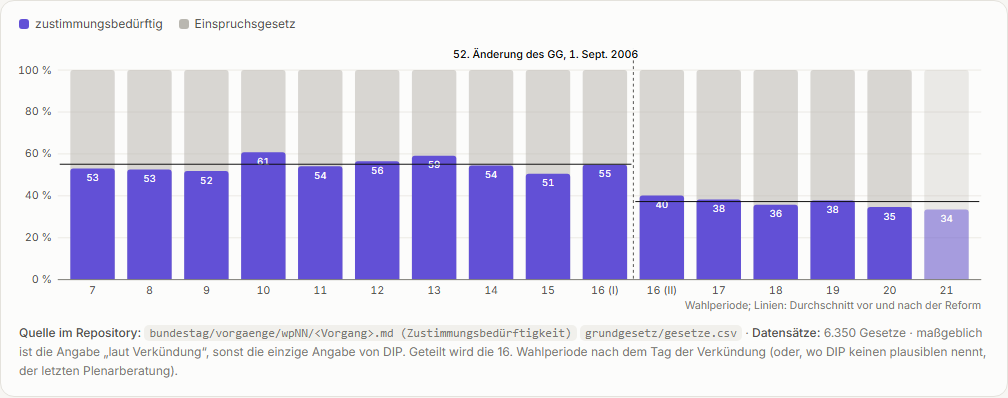 zustimmungsbedürftig Einspruchsgesetz
52. Änderung des GG, 1. Sept. 2006
100 %
80 %
60 %
40 %
20 %
0 %
53 53 52 61 54 56 59 54 51 55 40 38 36 38 35 34
7 8 9 10 11 12 13 14 15 16 (I) 16 (II) 17 18 19 20 21
Wahlperiode; Linien: Durchschnitt vor und nach der Reform
Quelle im Repository: bundestag/vorgaenge/wpNN/<Vorgang>.md (Zustimmungsbedürftigkeit) grundgesetz/gesetze.csv · Datensätze: 6.350 Gesetze · maßgeblich
ist die Angabe „laut Verkündung“, sonst die einzige Angabe von DIP. Geteilt wird die 16. Wahlperiode nach dem Tag der Verkündung (oder, wo DIP keinen plausiblen nennt,
der letzten Plenarberatung).